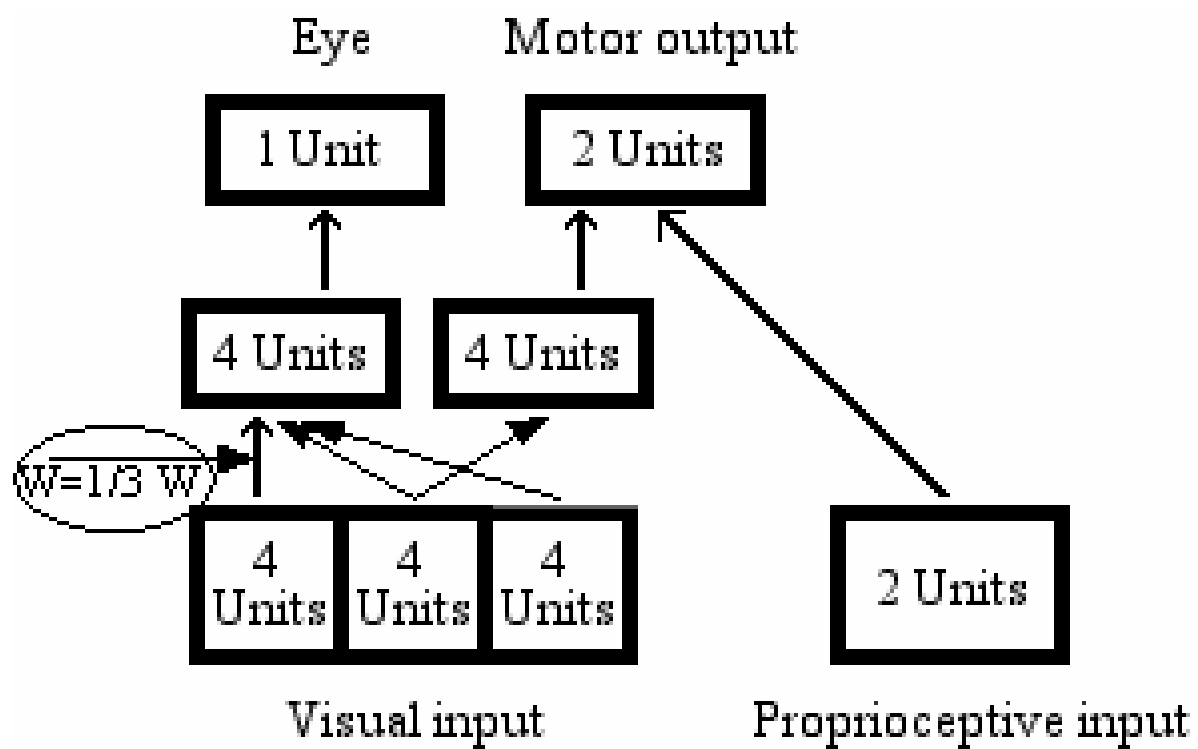 Eye
Motor output
1 Unit
2 Units
4 Units
4 Units
W=1/3 W
4
Units
4
Units
4
Units
2 Units
Visual input
Proprioceptive input